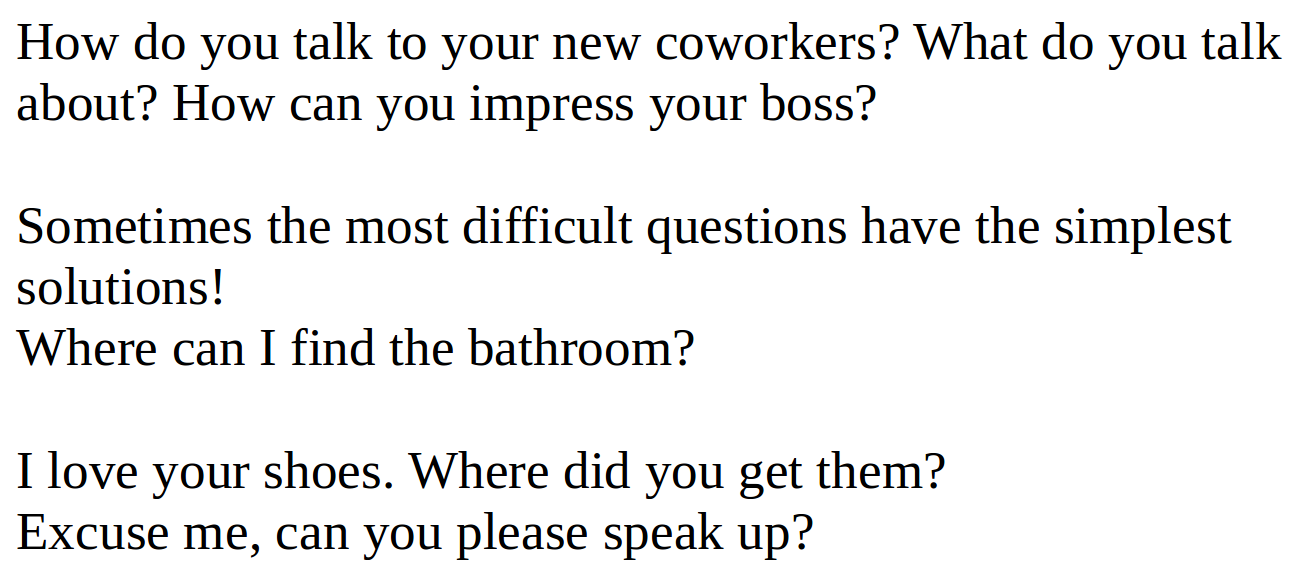 How do you talk to your new coworkers? What do you talk
about? How can you impress your boss?
Sometimes the most difficult questions have the simplest
solutions!
Where can I find the bathroom?
I love your shoes. Where did you get them?
Excuse me, can you please speak up?